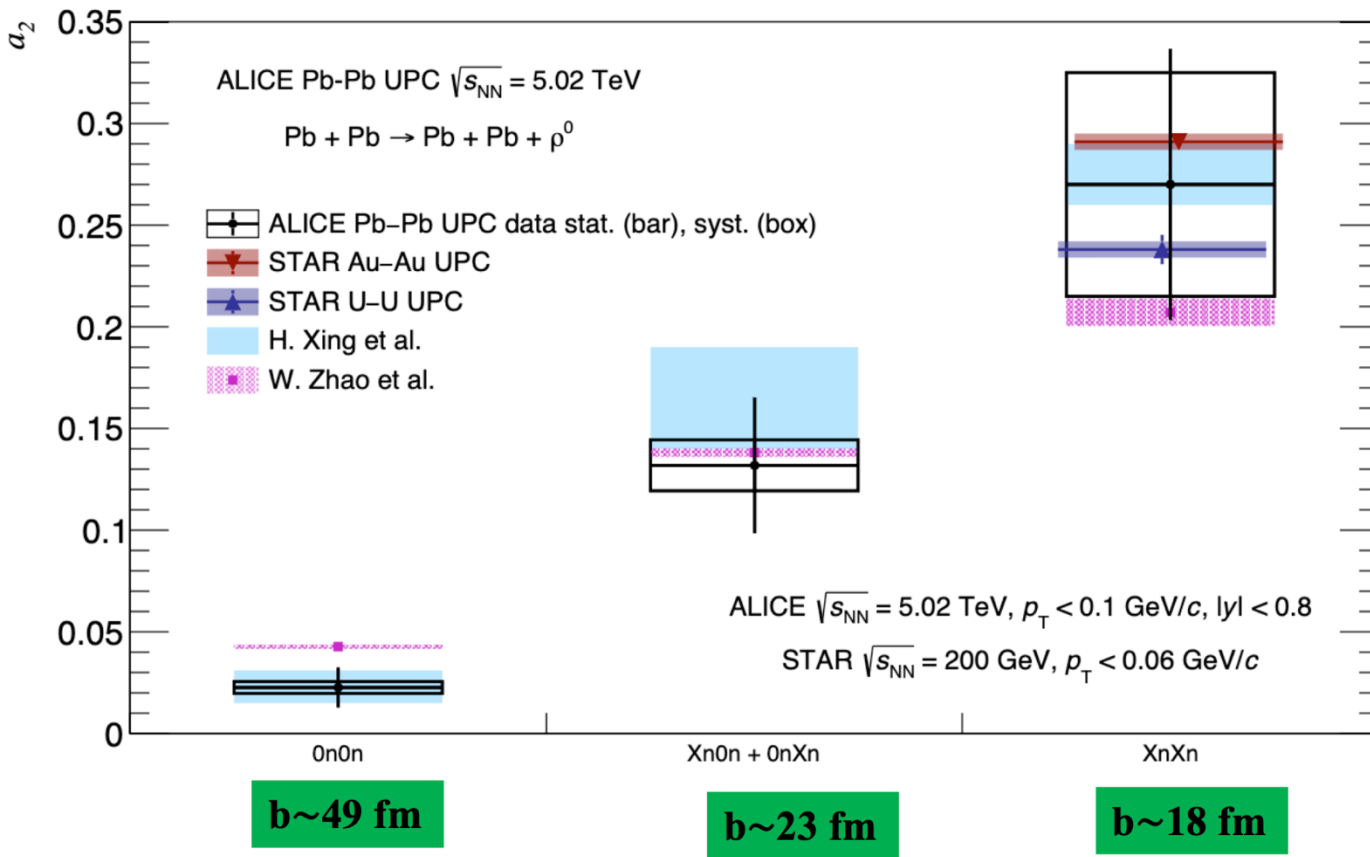 a₂
0.35
ALICE Pb-Pb UPC √sNN = 5.02 TeV
0.3
Pb + Pb → Pb + Pb + ρ⁰
0.25
ALICE Pb–Pb UPC data stat. (bar), syst. (box)
STAR Au–Au UPC
STAR U–U UPC
0.2
H. Xing et al.
W. Zhao et al.
0.15
0.1
ALICE √sNN = 5.02 TeV, pT < 0.1 GeV/c, |y| < 0.8
0.05
STAR √sNN = 200 GeV, pT < 0.06 GeV/c
0
0n0n Xn0n + 0nXn XnXn
b~49 fm b~23 fm b~18 fm